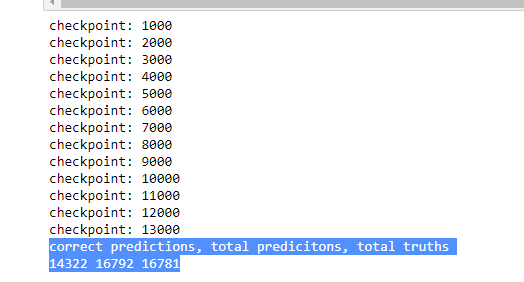 checkpoint: 1000
checkpoint: 2000
checkpoint: 3000
checkpoint: 4000
checkpoint: 5000
checkpoint: 6000
checkpoint: 7000
checkpoint: 8000
checkpoint: 9000
checkpoint: 10000
checkpoint: 11000
checkpoint: 12000
checkpoint: 13000
correct predictions, total predicitons, total truths
14322 16792 16781